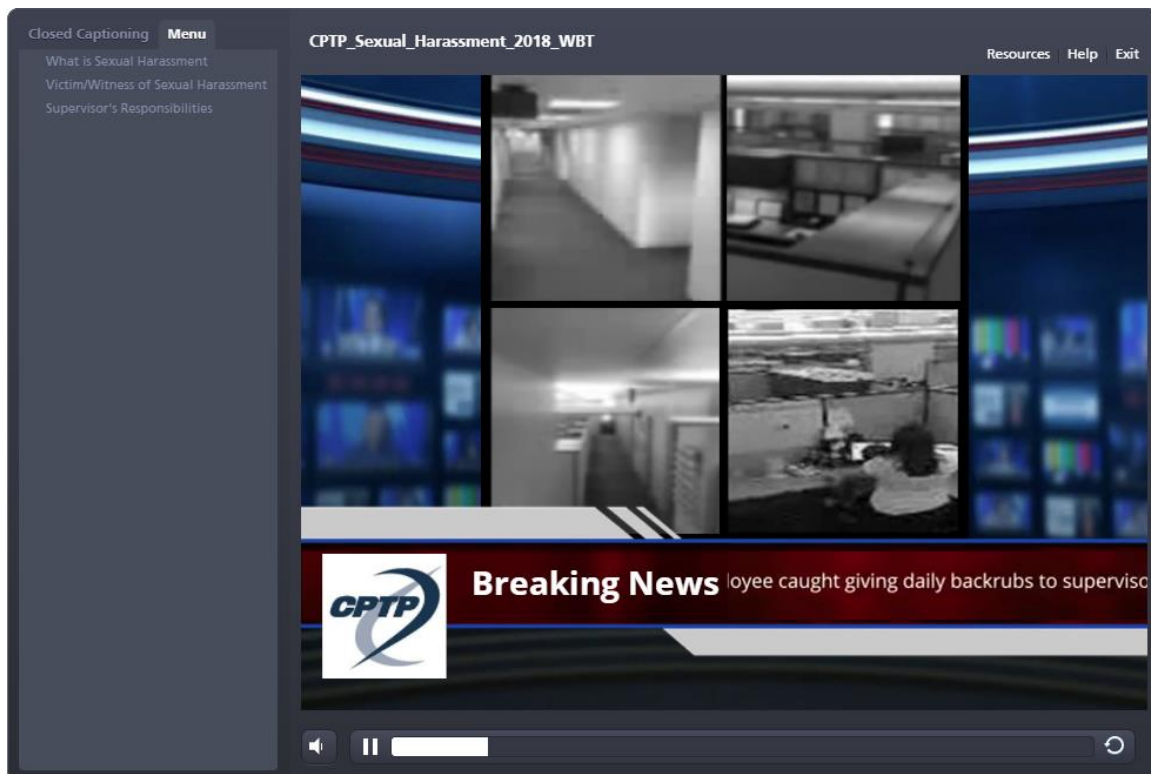 Closed Captioning Menu
What is Sexual Harassment
Victim/Witness of Sexual Harassment
Supervisor's Responsibilities
CPTP_Sexual_Harassment_2018_WBT
Resources Help Exit
CPTP
Breaking News loyee caught giving daily backrubs to superviso